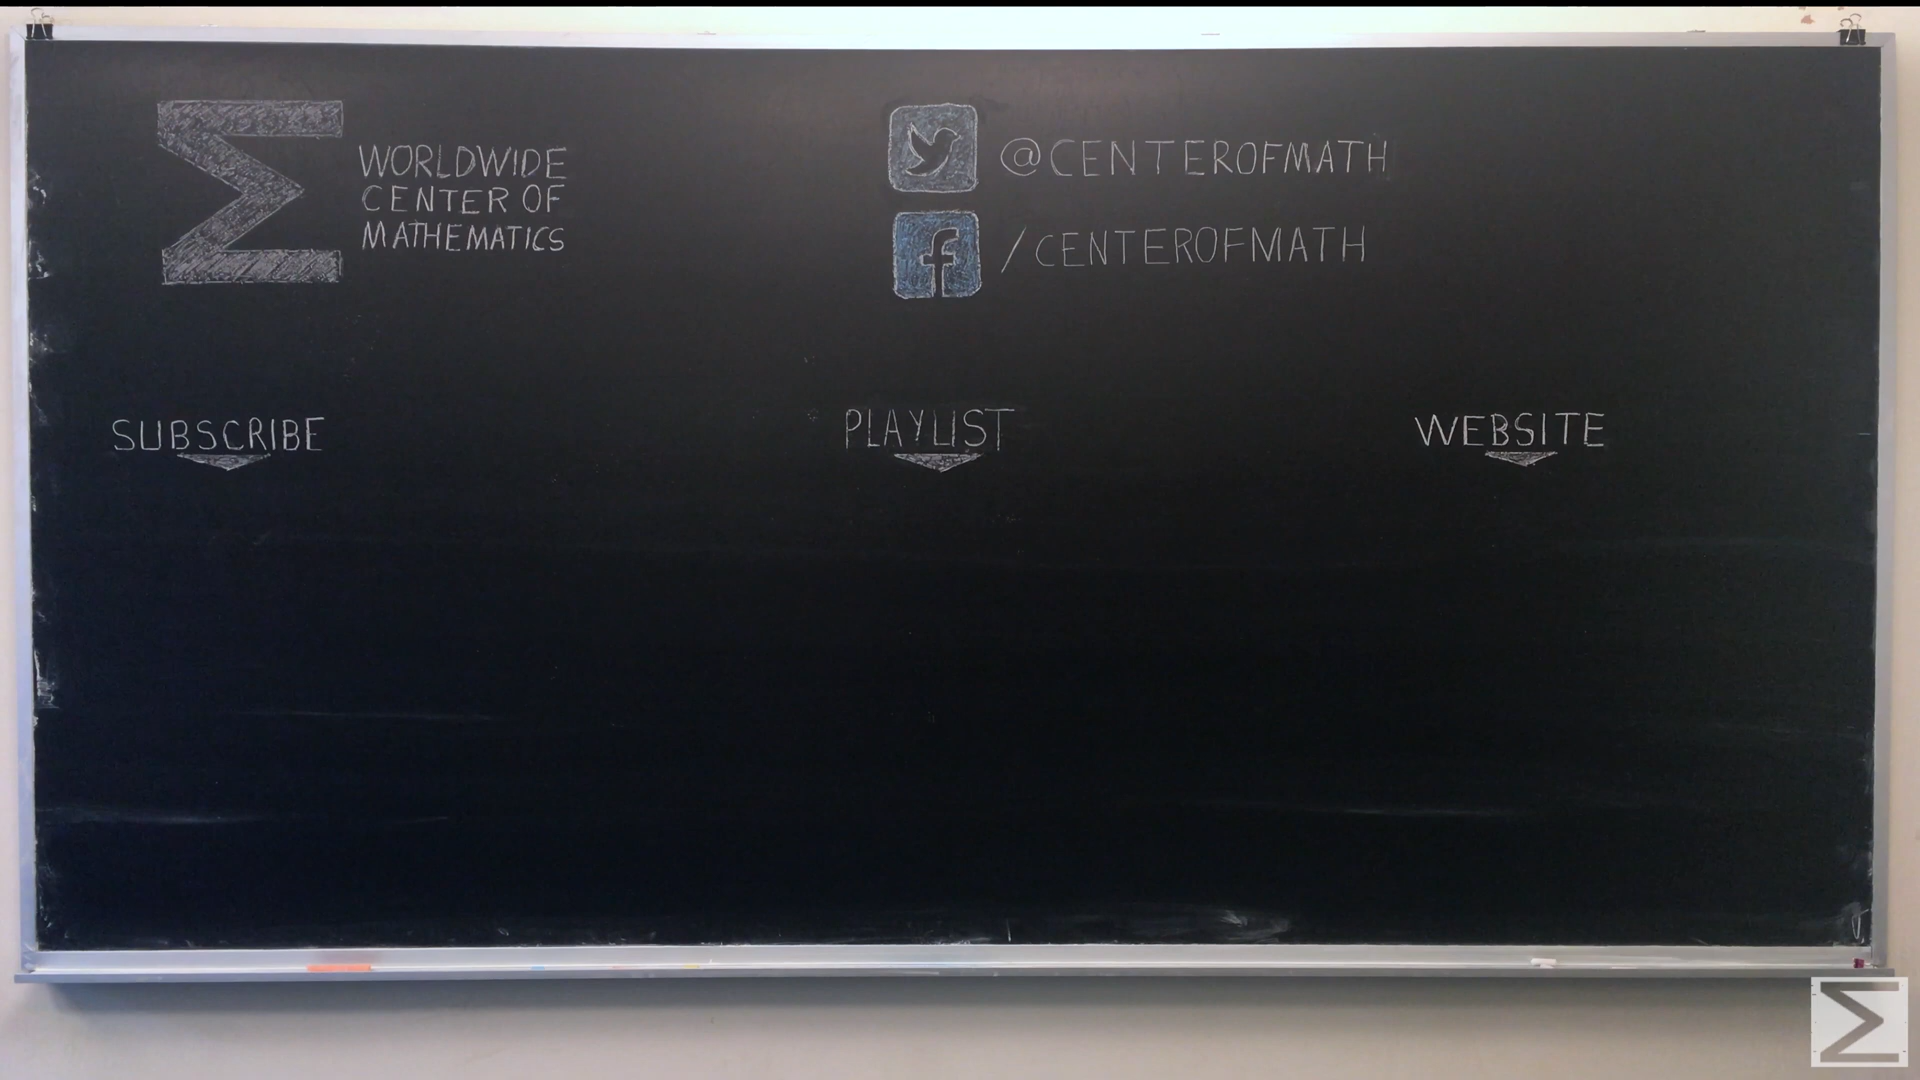 WORLDWIDE
CENTER OF
MATHEMATICS
@CENTEROFMATH
/CENTEROFMATH
SUBSCRIBE
PLAYLIST
WEBSITE